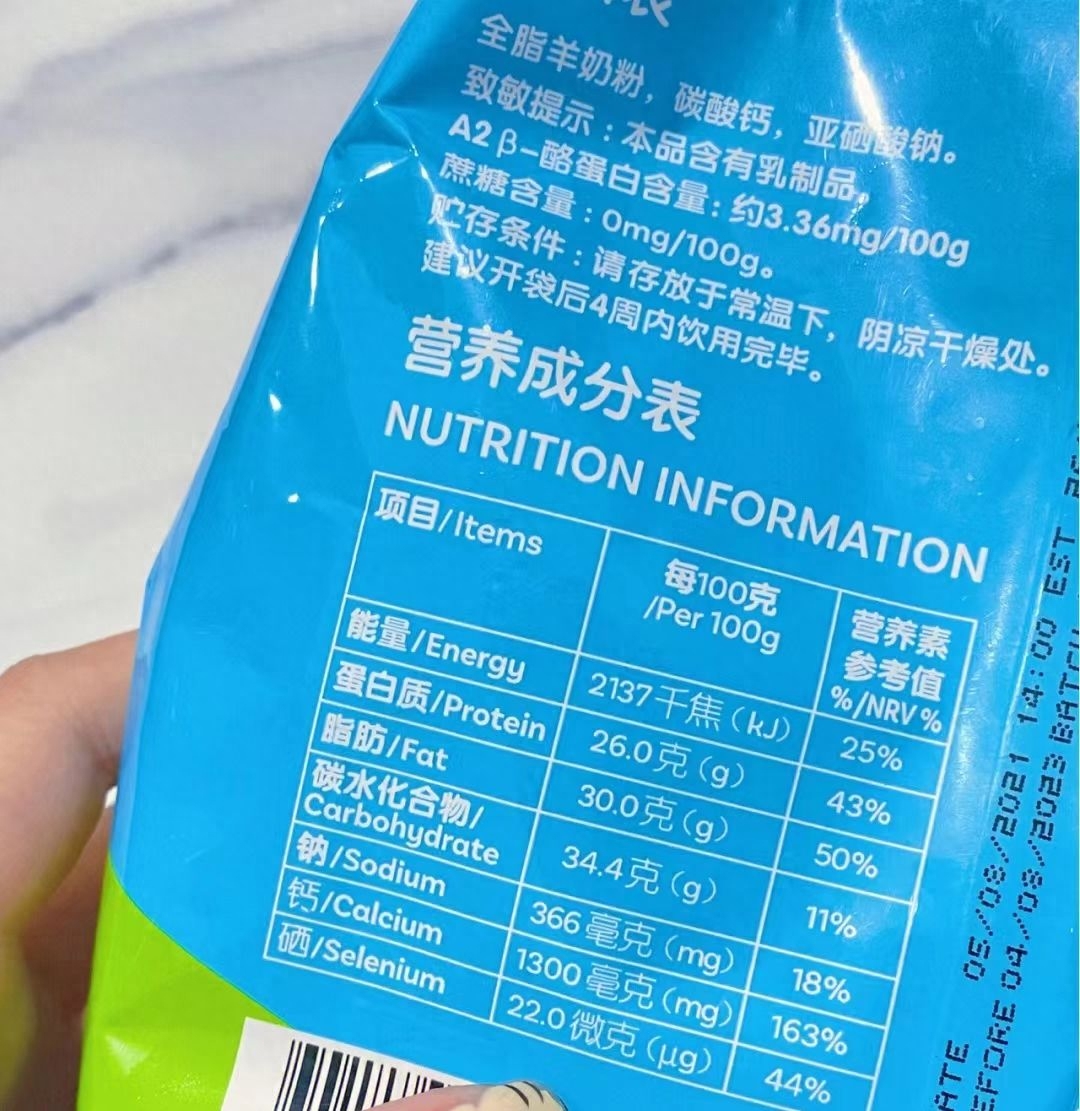 表
全脂羊奶粉，碳酸钙，亚硒酸钠。
致敏提示：本品含有乳制品。
A2 β-酪蛋白含量：约3.36mg/100g
蔗糖含量：0mg/100g。
贮存条件：请存放于常温下，阴凉干燥处。
建议开袋后4周内饮用完毕。
营养成分表
NUTRITION INFORMATION
项目/Items
每100克
/Per 100g
营养素
参考值
%/NRV%
能量/Energy
2137千焦（kJ）
25%
蛋白质/Protein
26.0克（g）
43%
脂肪/Fat
30.0克（g）
50%
碳水化合物/
Carbohydrate
34.4克（g）
11%
钠/Sodium
366毫克（mg）
18%
钙/Calcium
1300毫克（mg）
163%
硒/Selenium
22.0微克（μg）
44%
05/08/2021 14:00 EST
04/08/2023 BATCH